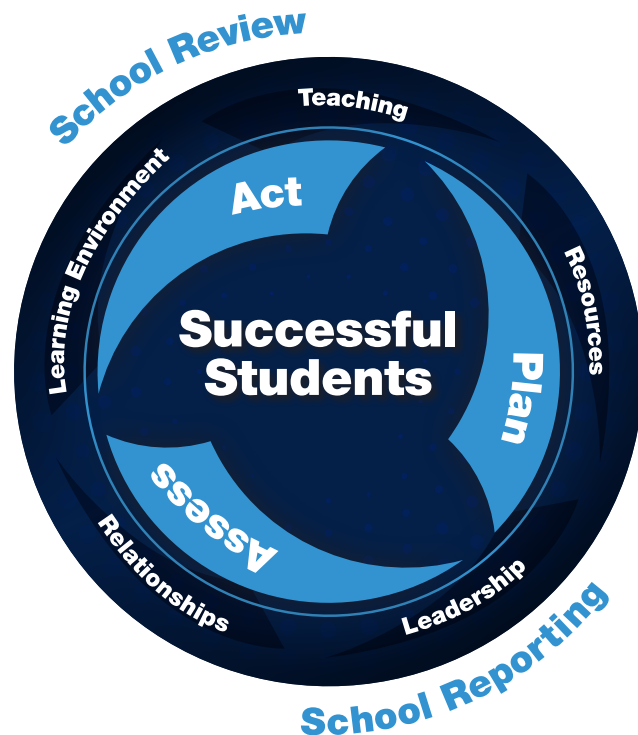 School Review
Teaching
Learning Environment
Act
Resources
Successful
Students
Plan
Assess
Relationships
Leadership
School Reporting